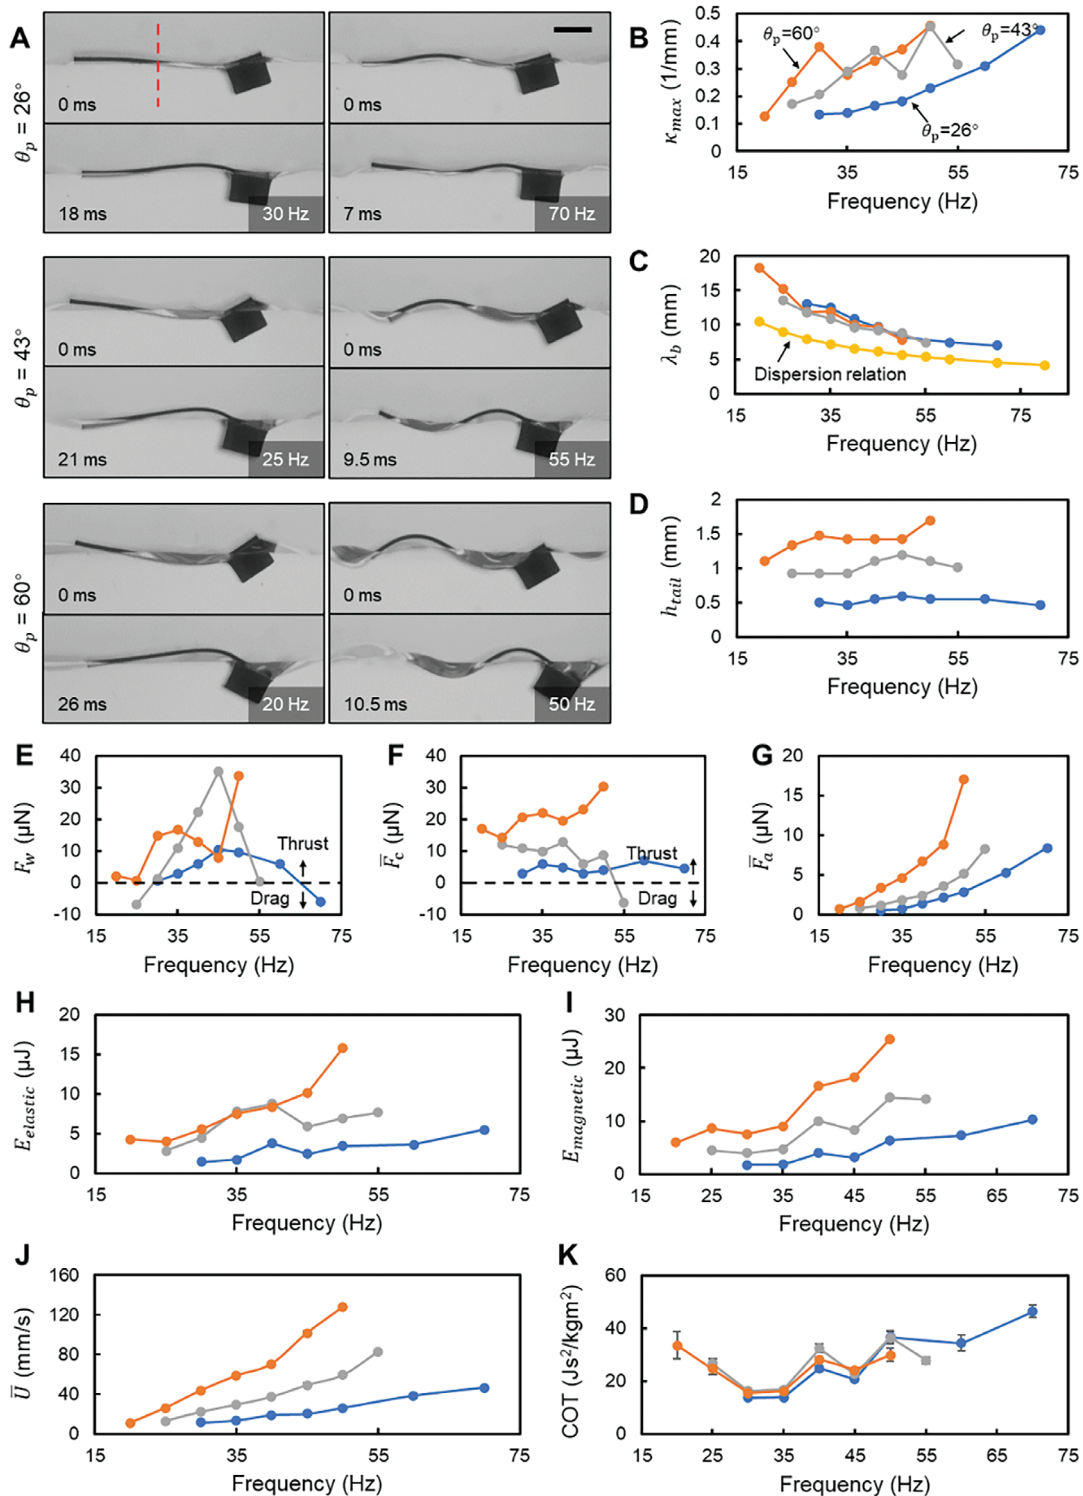 A
θp = 26°
0 ms
0 ms
18 ms
30 Hz
7 ms
70 Hz
θp = 43°
0 ms
0 ms
21 ms
25 Hz
9.5 ms
55 Hz
θp = 60°
0 ms
0 ms
26 ms
20 Hz
10.5 ms
50 Hz
B
κmax (1/mm)
0.5
0.4
0.3
0.2
0.1
0
θp=60°
θp=43°
θp=26°
15 35 55 75
Frequency (Hz)
C
λb (mm)
20
15
10
5
0
Dispersion relation
15 35 55 75
Frequency (Hz)
D
htail (mm)
2
1.5
1
0.5
0
15 35 55 75
Frequency (Hz)
E
Fw (µN)
40
30
20
10
0
-10
Thrust
Drag
15 35 55 75
Frequency (Hz)
F
F̅c (µN)
40
30
20
10
0
-10
Thrust
Drag
15 35 55 75
Frequency (Hz)
G
F̅a (µN)
20
15
10
5
0
15 35 55 75
Frequency (Hz)
H
Eelastic (µJ)
20
15
10
5
0
15 35 55 75
Frequency (Hz)
I
Emagnetic (µJ)
30
20
10
0
15 25 35 45 55 65 75
Frequency (Hz)
J
U̅ (mm/s)
160
120
80
40
0
15 35 55 75
Frequency (Hz)
K
COT (Js²/kgm²)
60
40
20
0
15 25 35 45 55 65 75
Frequency (Hz)